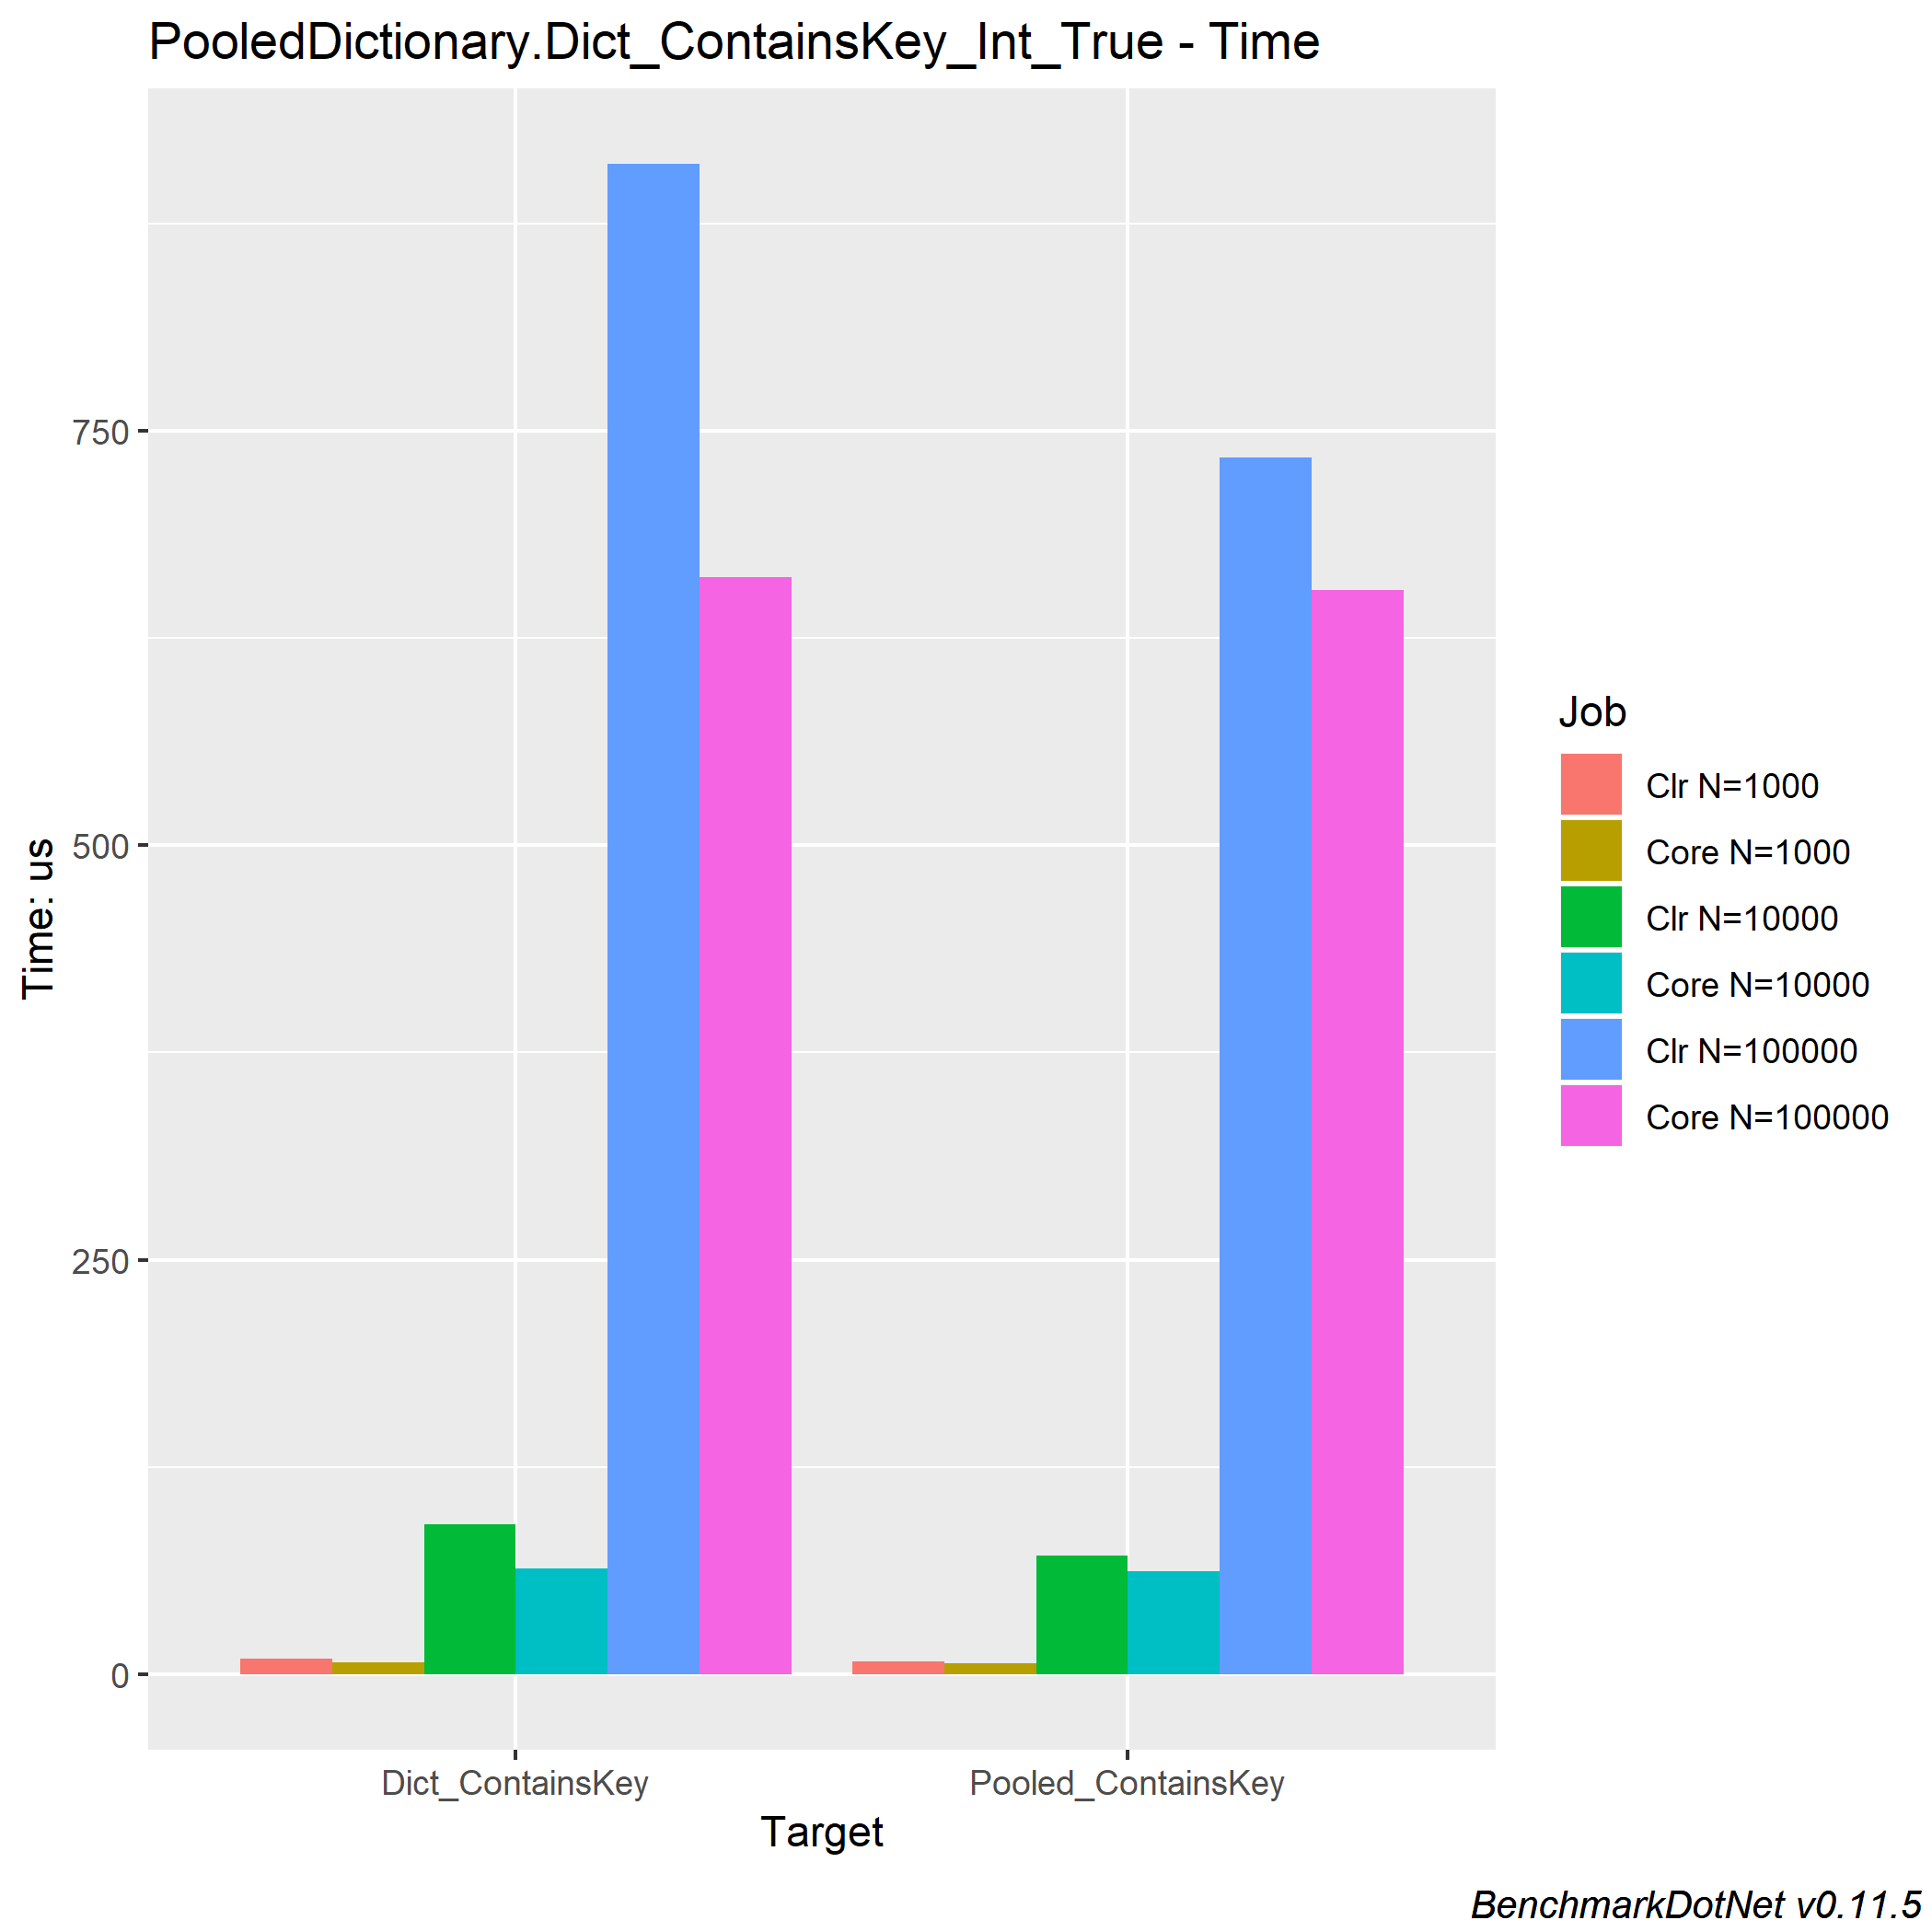 PooledDictionary.Dict_ContainsKey_Int_True - Time
Time: us
750
500
250
0
Dict_ContainsKey
Pooled_ContainsKey
Target
Job
Clr N=1000
Core N=1000
Clr N=10000
Core N=10000
Clr N=100000
Core N=100000
BenchmarkDotNet v0.11.5